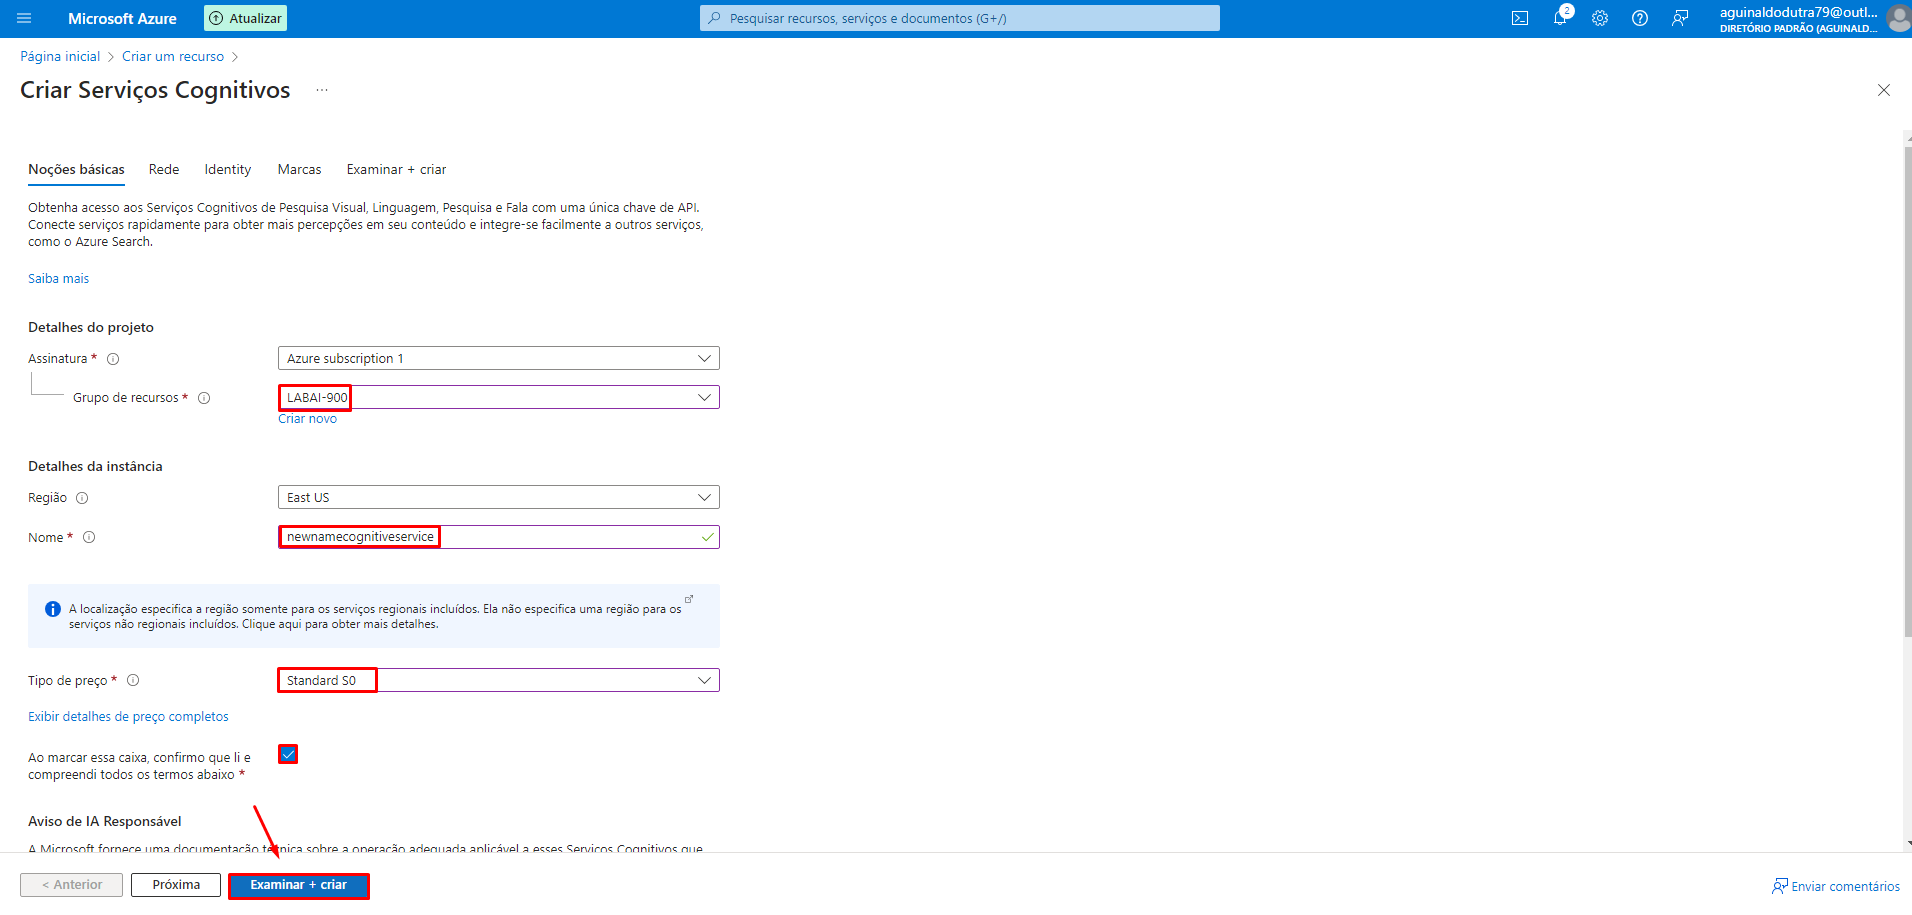 Microsoft Azure
Atualizar
Pesquisar recursos, serviços e documentos (G+/)
2
aguinaldodutra79@outl...
DIRETÓRIO PADRÃO (AGUINALD...
Página inicial > Criar um recurso >
Criar Serviços Cognitivos ...
Noções básicas Rede Identity Marcas Examinar + criar
Obtenha acesso aos Serviços Cognitivos de Pesquisa Visual, Linguagem, Pesquisa e Fala com uma única chave de API.
Conecte serviços rapidamente para obter mais percepções em seu conteúdo e integre-se facilmente a outros serviços,
como o Azure Search.
Saiba mais
Detalhes do projeto
Assinatura * Azure subscription 1
Grupo de recursos * LABAI-900
Criar novo
Detalhes da instância
Região East US
Nome * newnamecognitiveservice
A localização especifica a região somente para os serviços regionais incluídos. Ela não especifica uma região para os
serviços não regionais incluídos. Clique aqui para obter mais detalhes.
Tipo de preço * Standard S0
Exibir detalhes de preço completos
Ao marcar essa caixa, confirmo que li e
compreendi todos os termos abaixo *
Aviso de IA Responsável
A Microsoft fornece uma documentação técnica sobre a operação adequada aplicável a esses Serviços Cognitivos que
< Anterior Próxima Examinar + criar
Enviar comentários